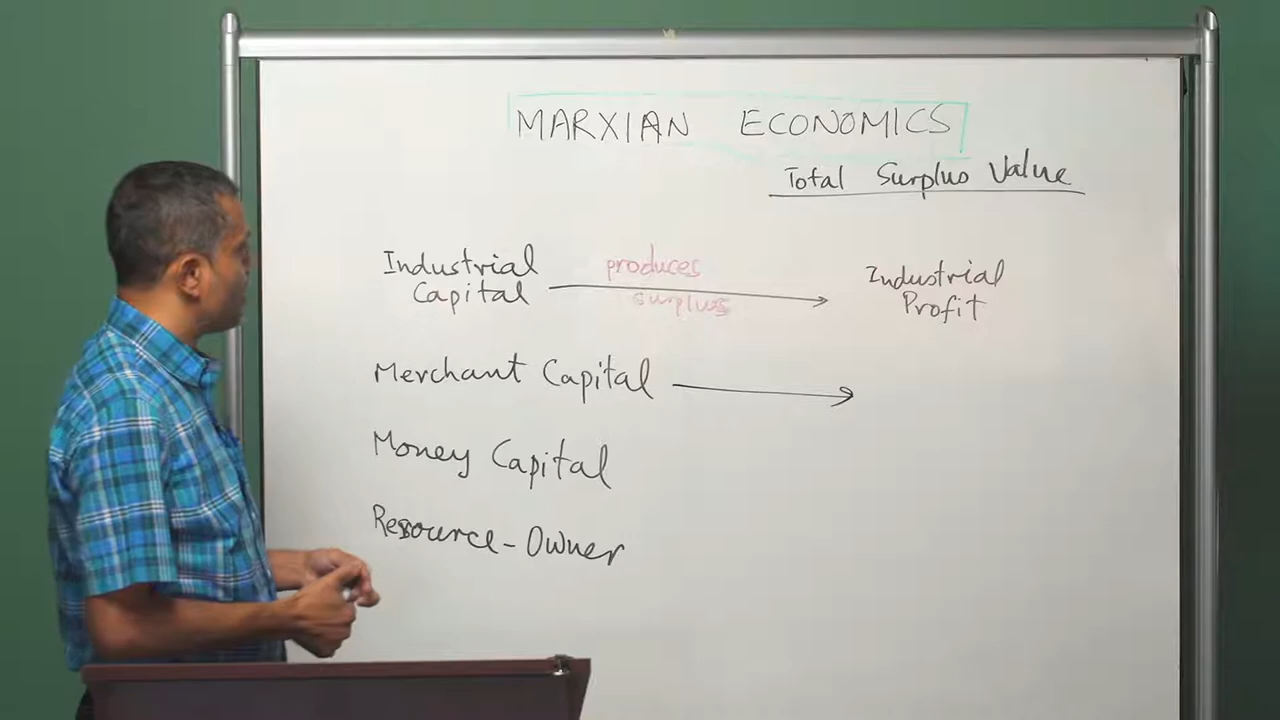 MARXIAN ECONOMICS
Total Surplus Value
Industrial
Capital
produces
surplus
Industrial
Profit
Merchant Capital
Money Capital
Resource-Owner